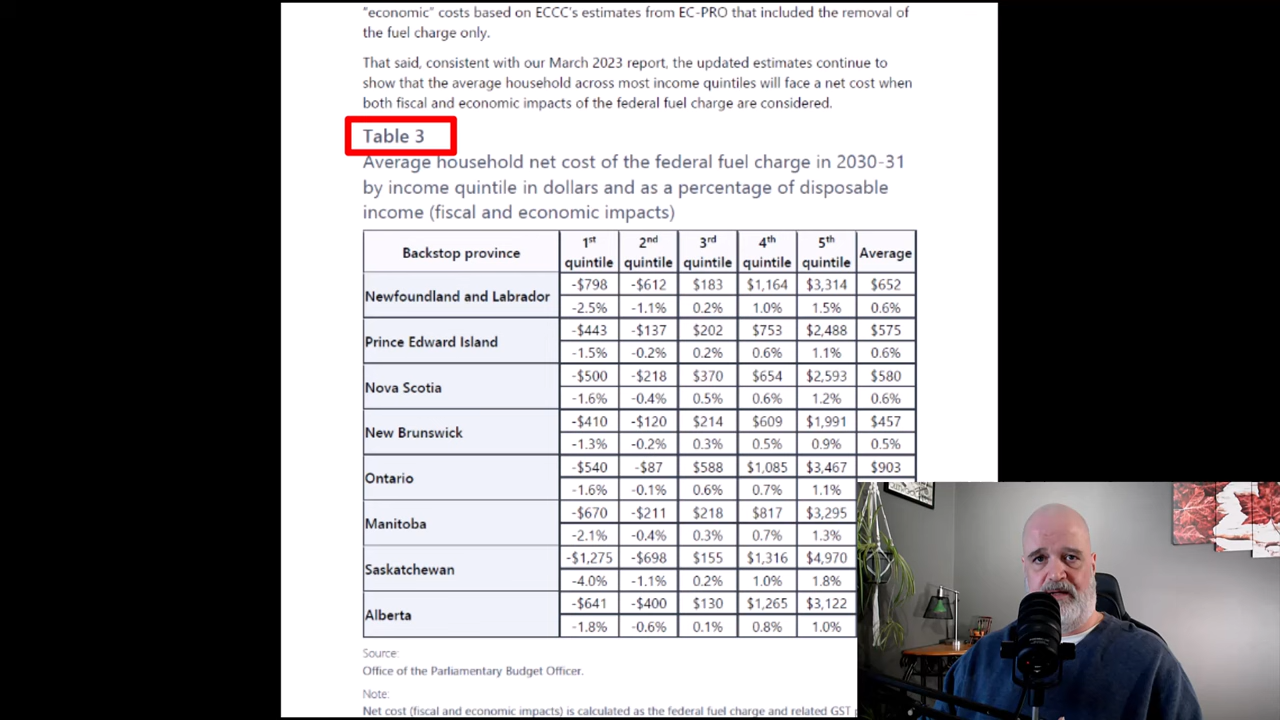 "economic" costs based on ECCC's estimates from EC-PRO that included the removal of
the fuel charge only.
That said, consistent with our March 2023 report, the updated estimates continue to
show that the average household across most income quintiles will face a net cost when
both fiscal and economic impacts of the federal fuel charge are considered.
Table 3
Average household net cost of the federal fuel charge in 2030-31
by income quintile in dollars and as a percentage of disposable
income (fiscal and economic impacts)
Backstop province 1st quintile 2nd quintile 3rd quintile 4th quintile 5th quintile Average
Newfoundland and Labrador -$798 -$612 $183 $1,164 $3,314 $652
-2.5% -1.1% 0.2% 1.0% 1.5% 0.6%
Prince Edward Island -$443 -$137 $202 $753 $2,488 $575
-1.5% -0.2% 0.2% 0.6% 1.1% 0.6%
Nova Scotia -$500 -$218 $370 $654 $2,593 $580
-1.6% -0.4% 0.5% 0.6% 1.2% 0.6%
New Brunswick -$410 -$120 $214 $609 $1,991 $457
-1.3% -0.2% 0.3% 0.5% 0.9% 0.5%
Ontario -$540 -$87 $588 $1,085 $3,467 $903
-1.6% -0.1% 0.6% 0.7% 1.1%
Manitoba -$670 -$211 $218 $817 $3,295
-2.1% -0.4% 0.3% 0.7% 1.3%
Saskatchewan -$1,275 -$698 $155 $1,316 $4,970
-4.0% -1.1% 0.2% 1.0% 1.8%
Alberta -$641 -$400 $130 $1,265 $3,122
-1.8% -0.6% 0.1% 0.8% 1.0%
Source:
Office of the Parliamentary Budget Officer.
Note:
Net cost (fiscal and economic impacts) is calculated as the federal fuel charge and related GST